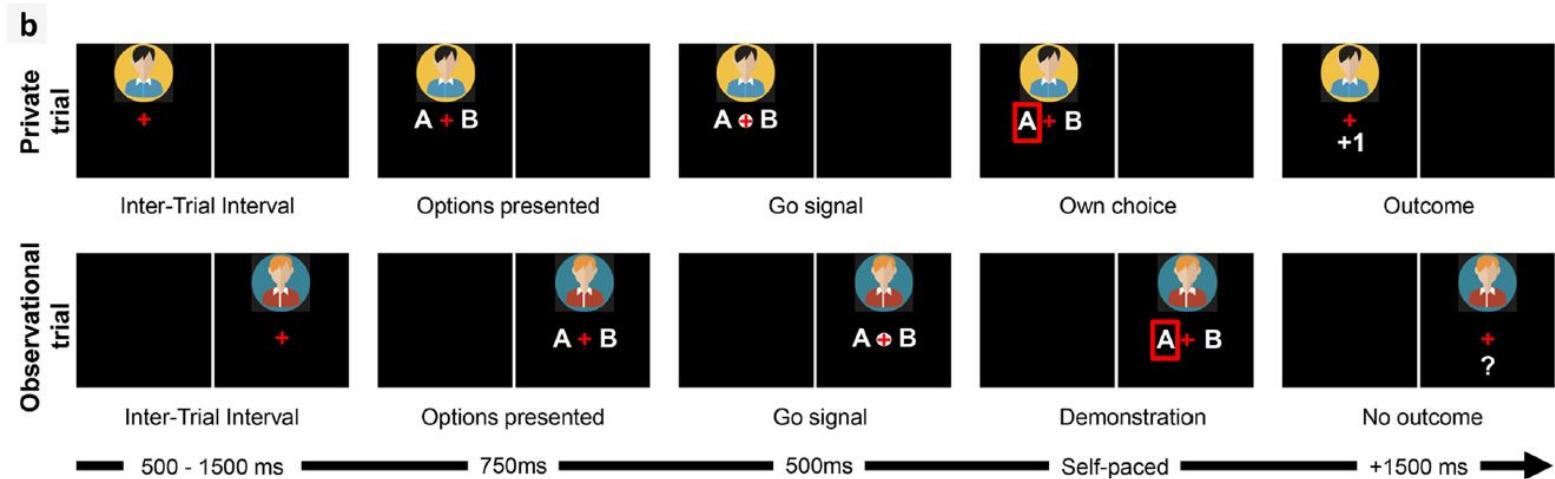 b
Private trial
+
A + B
A + B
A + B
+
+1
Inter-Trial Interval
Options presented
Go signal
Own choice
Outcome
Observational trial
+
A + B
A + B
A + B
+
?
Inter-Trial Interval
Options presented
Go signal
Demonstration
No outcome
500 - 1500 ms
750ms
500ms
Self-paced
+1500 ms